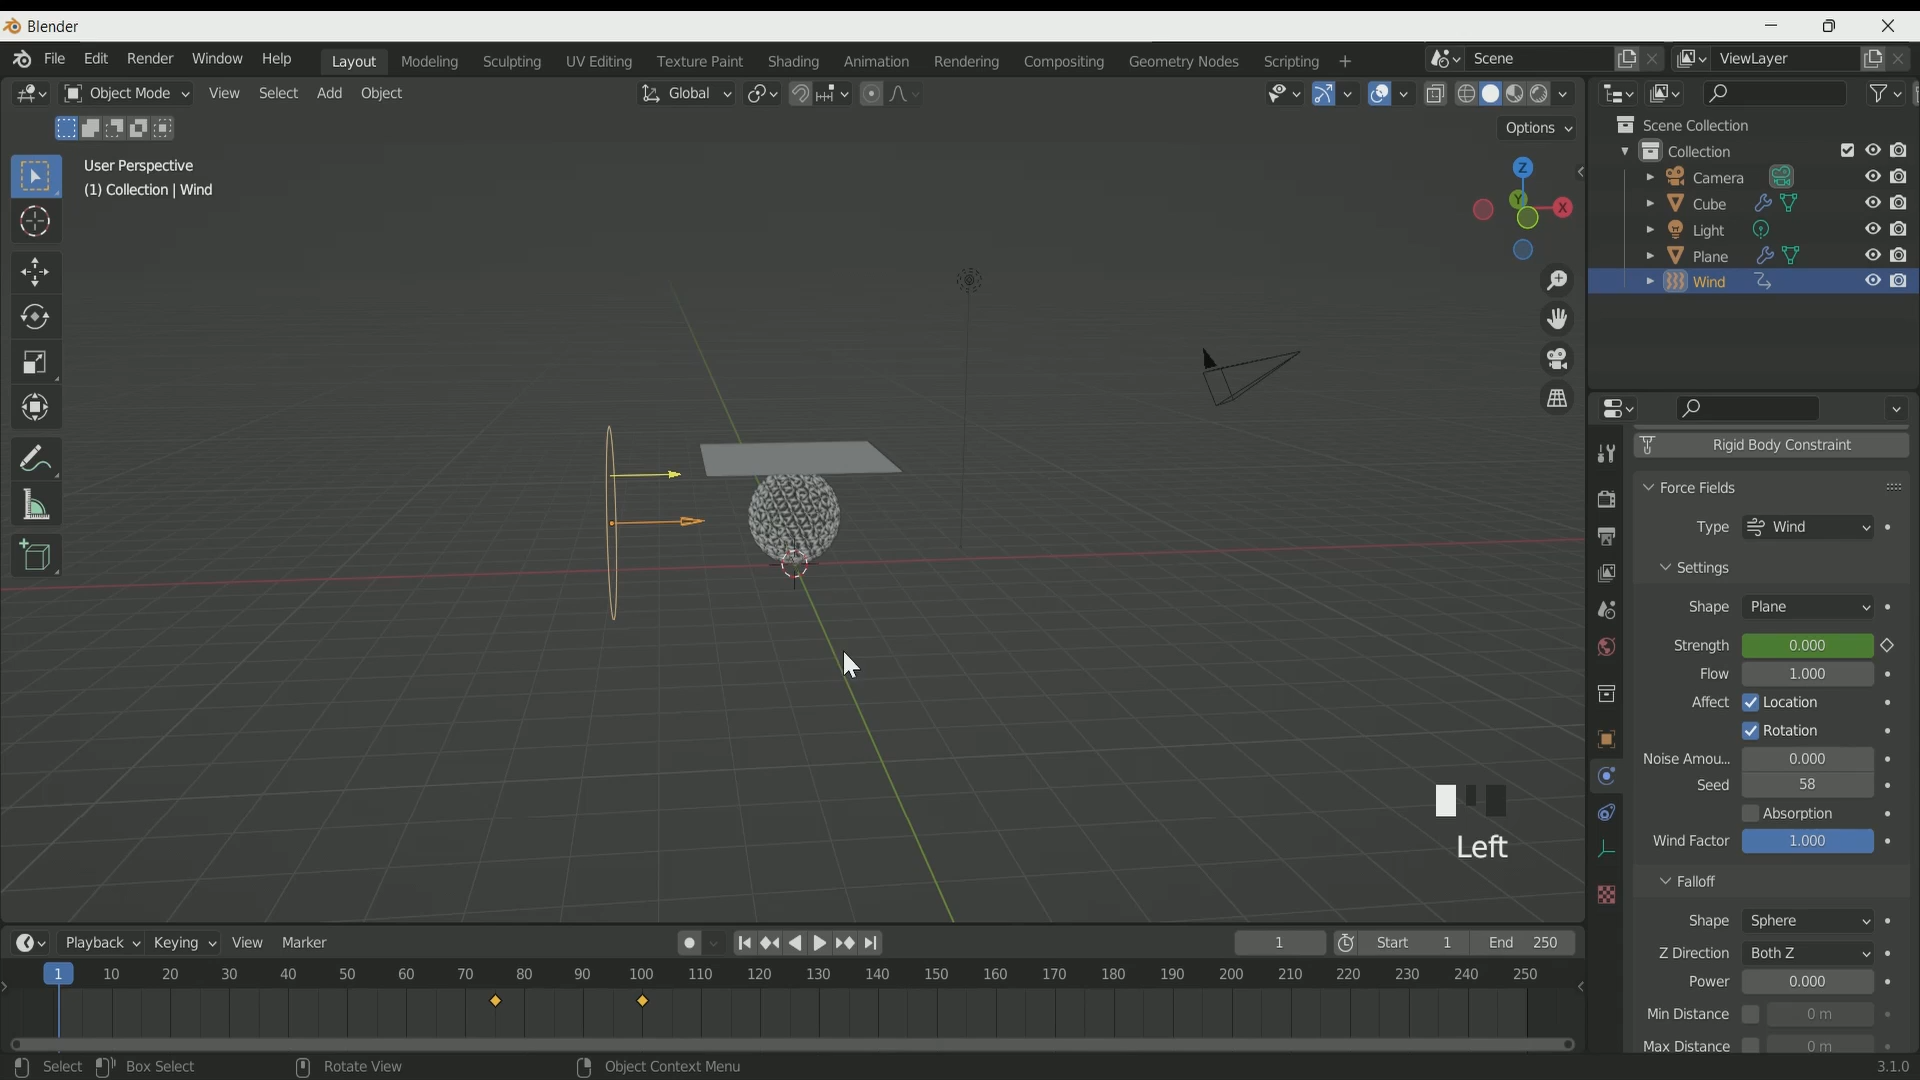 Blender
File Edit Render Window Help Layout Modeling Sculpting UV Editing Texture Paint Shading Animation Rendering Compositing Geometry Nodes Scripting + Scene ViewLayer
Object Mode View Select Add Object Global
Options
User Perspective
(1) Collection | Wind
Z
Y
X
Scene Collection
Collection
Camera
Cube
Light
Plane
Wind
Rigid Body Constraint
Force Fields
Type Wind
Settings
Shape Plane
Strength 0.000
Flow 1.000
Affect Location
Rotation
Noise Amou... 0.000
Seed 58
Absorption
Wind Factor 1.000
Falloff
Shape Sphere
Z Direction Both Z
Power 0.000
Min Distance 0 m
Max Distance 0 m
Left
Playback Keying View Marker 1 Start 1 End 250
1 10 20 30 40 50 60 70 80 90 100 110 120 130 140 150 160 170 180 190 200 210 220 230 240 250
Select Box Select Rotate View Object Context Menu 3.1.0